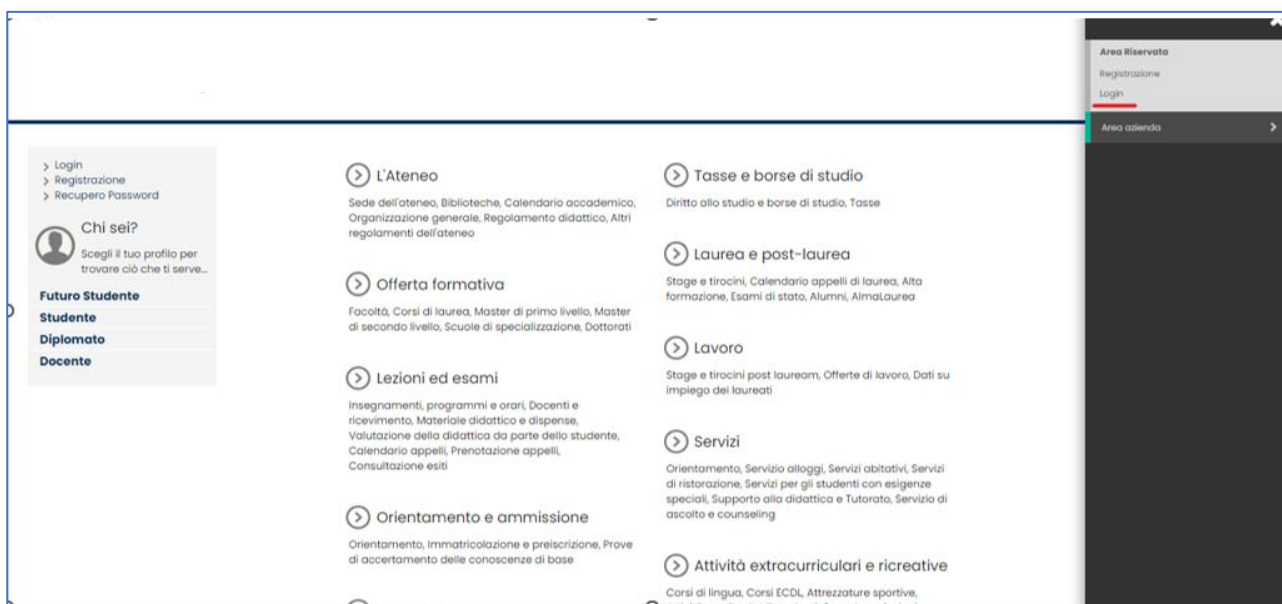 Area Riservata
Registrazione
Login
Area azienda
Login
Registrazione
Recupero Password
Chi sei?
Scegli il tuo profilo per
trovare ciò che ti serve...
Futuro Studente
Studente
Diplomato
Docente
L'Ateneo
Sede dell'ateneo, Biblioteche, Calendario accademico,
Organizzazione generale, Regolamento didattico, Altri
regolamenti dell'ateneo
Offerta formativa
Facoltà, Corsi di laurea, Master di primo livello, Master
di secondo livello, Scuole di specializzazione, Dottorati
Lezioni ed esami
Insegnamenti, programmi e orari, Docenti e
ricevimento, Materiale didattico e dispense,
Valutazione della didattica da parte dello studente,
Calendario appelli, Prenotazione appelli,
Consultazione esiti
Orientamento e ammissione
Orientamento, Immatricolazione e preiscrizione, Prove
di accertamento delle conoscenze di base
Tasse e borse di studio
Diritto allo studio e borse di studio, Tasse
Laurea e post-laurea
Stage e tirocini, Calendario appelli di laurea, Alta
formazione, Esami di stato, Alumni, AlmaLaurea
Lavoro
Stage e tirocini post lauream, Offerte di lavoro, Dati su
impiego dei laureati
Servizi
Orientamento, Servizio alloggi, Servizi abitativi, Servizi
di ristorazione, Servizi per gli studenti con esigenze
speciali, Supporto alla didattica e Tutorato, Servizio di
ascolto e counseling
Attività extracurriculari e ricreative
Corsi di lingua, Corsi ECDL, Attrezzature sportive,